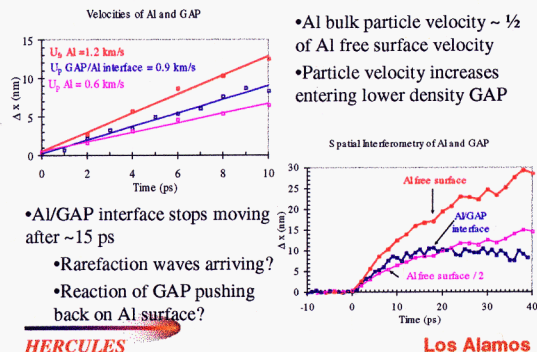 Velocities of Al and GAP
Δ x (nm)
15
10
5
0
0
2
4
6
8
10
Time (ps)
Al =1.2 km/s
GAP/Al interface = 0.9 km/s
Al = 0.6 km/s
•Al bulk particle velocity ~ ½
of Al free surface velocity
•Particle velocity increases
entering lower density GAP
•Al/GAP interface stops moving
after ~15 ps
•Rarefaction waves arriving?
•Reaction of GAP pushing
back on Al surface?
Spatial Interferometry of Al and GAP
Δ x (nm)
30
25
20
15
10
5
0
-10
0
10
20
30
40
Time (ps)
Al free surface
Al/GAP
interface
Al free surface / 2
HERCULES
Los Alamos